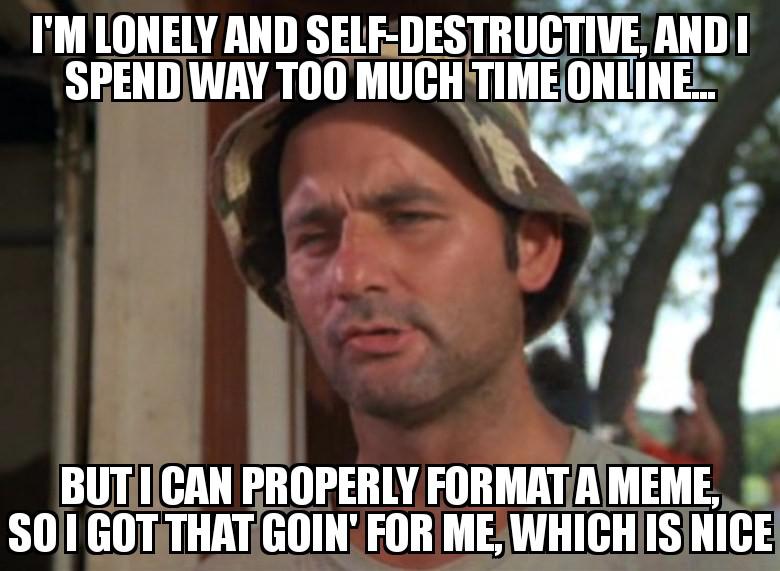 I'M LONELY AND SELF-DESTRUCTIVE, AND I
SPEND WAY TOO MUCH TIME ONLINE...
BUT I CAN PROPERLY FORMAT A MEME,
SO I GOT THAT GOIN' FOR ME, WHICH IS NICE